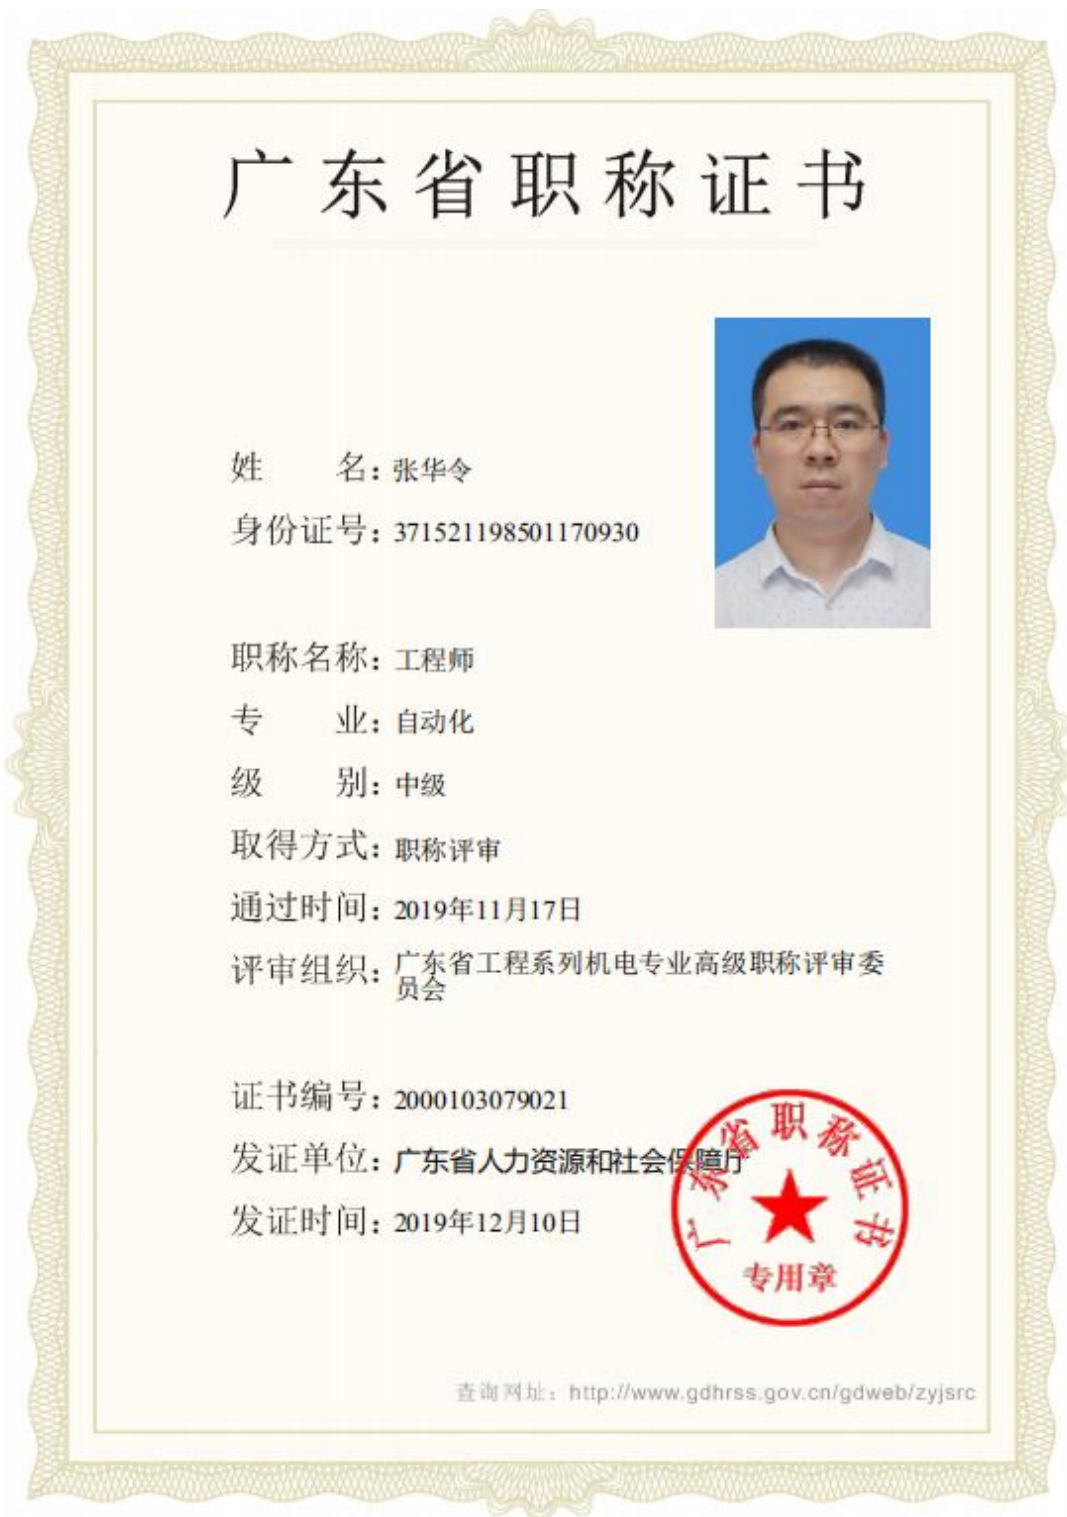 广东省职称证书
姓 名：张华令
身份证号：371521198501170930
职称名称：工程师
专 业：自动化
级 别：中级
取得方式：职称评审
通过时间：2019年11月17日
评审组织：广东省工程系列机电专业高级职称评审委
员会
证书编号：2000103079021
发证单位：广东省人力资源和社会保障厅
发证时间：2019年12月10日
广东省职称证书
专用章
查询网址：http://www.gdhrss.gov.cn/gdweb/zyjsrc